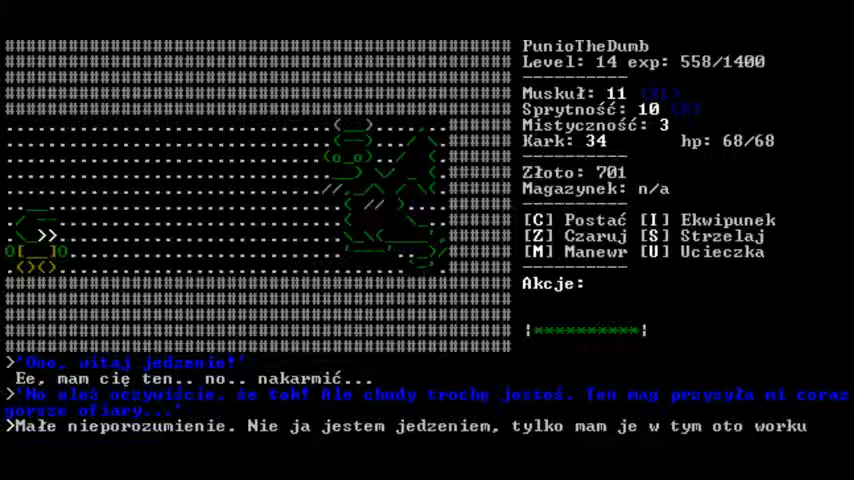 PunioTheDumb
Level: 14 exp: 558/1400
Muskuł: 11
Sprytność: 10
Mistyczność: 3
Kark: 34 hp: 68/68
Złoto: 701
Magazynek: n/a
[C] Postać [I] Ekwipunek
[Z] Czaruj [S] Strzelaj
[M] Manewr [U] Ucieczka
Akcje:
>'Ooo, witaj jedzenie!'
Ee, mam cię ten.. no.. nakarmić...
>'No ależ oczywiście, że tak! Ale chudy trochę jesteś. Ten mag przysyła mi coraz
gorsze ofiary...'
>Małe nieporozumienie. Nie ja jestem jedzeniem, tylko mam je w tym oto worku